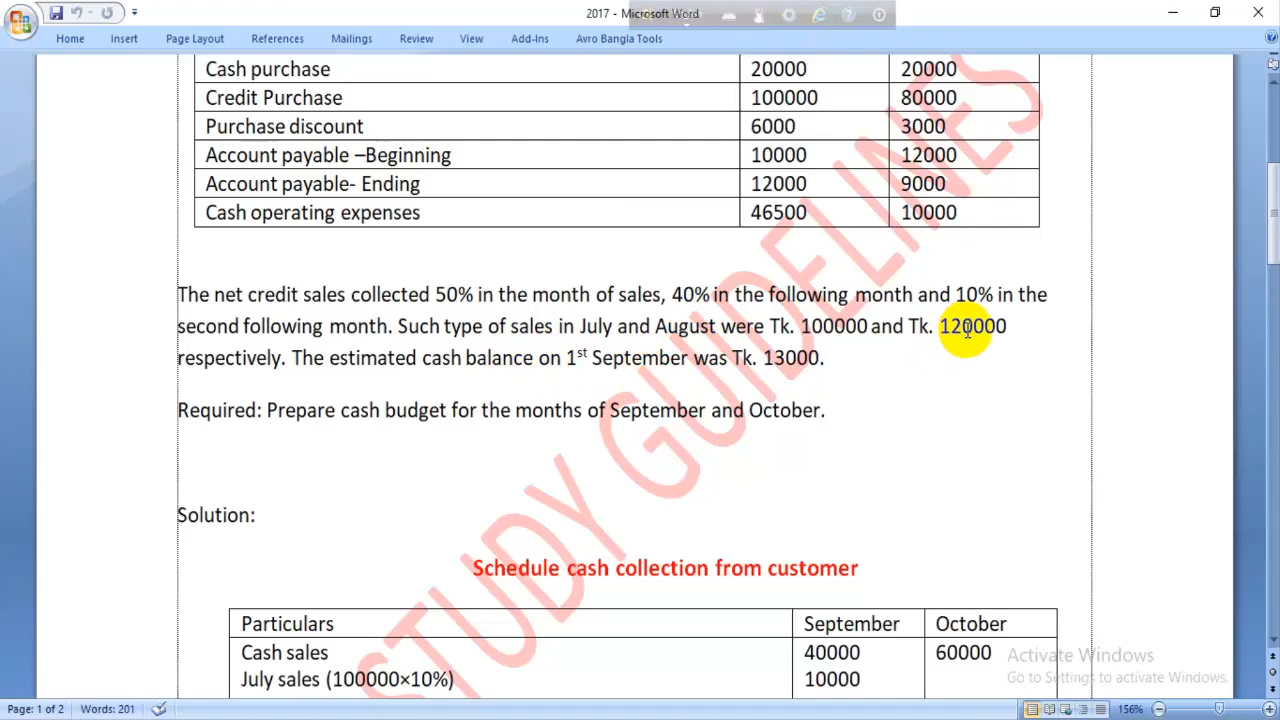 2017 - Microsoft Word
Home Insert Page Layout References Mailings Review View Add-Ins Avro Bangla Tools
Cash purchase 20000 20000
Credit Purchase 100000 80000
Purchase discount 6000 3000
Account payable –Beginning 10000 12000
Account payable- Ending 12000 9000
Cash operating expenses 46500 10000
The net credit sales collected 50% in the month of sales, 40% in the following month and 10% in the
second following month. Such type of sales in July and August were Tk. 100000 and Tk. 120000
respectively. The estimated cash balance on 1st September was Tk. 13000.
Required: Prepare cash budget for the months of September and October.
Solution:
Schedule cash collection from customer
Particulars September October
Cash sales 40000 60000
July sales (100000×10%) 10000
STUDY GUIDELINES
Activate Windows
Go to Settings to activate Windows.
Page: 1 of 2 Words: 201 156%